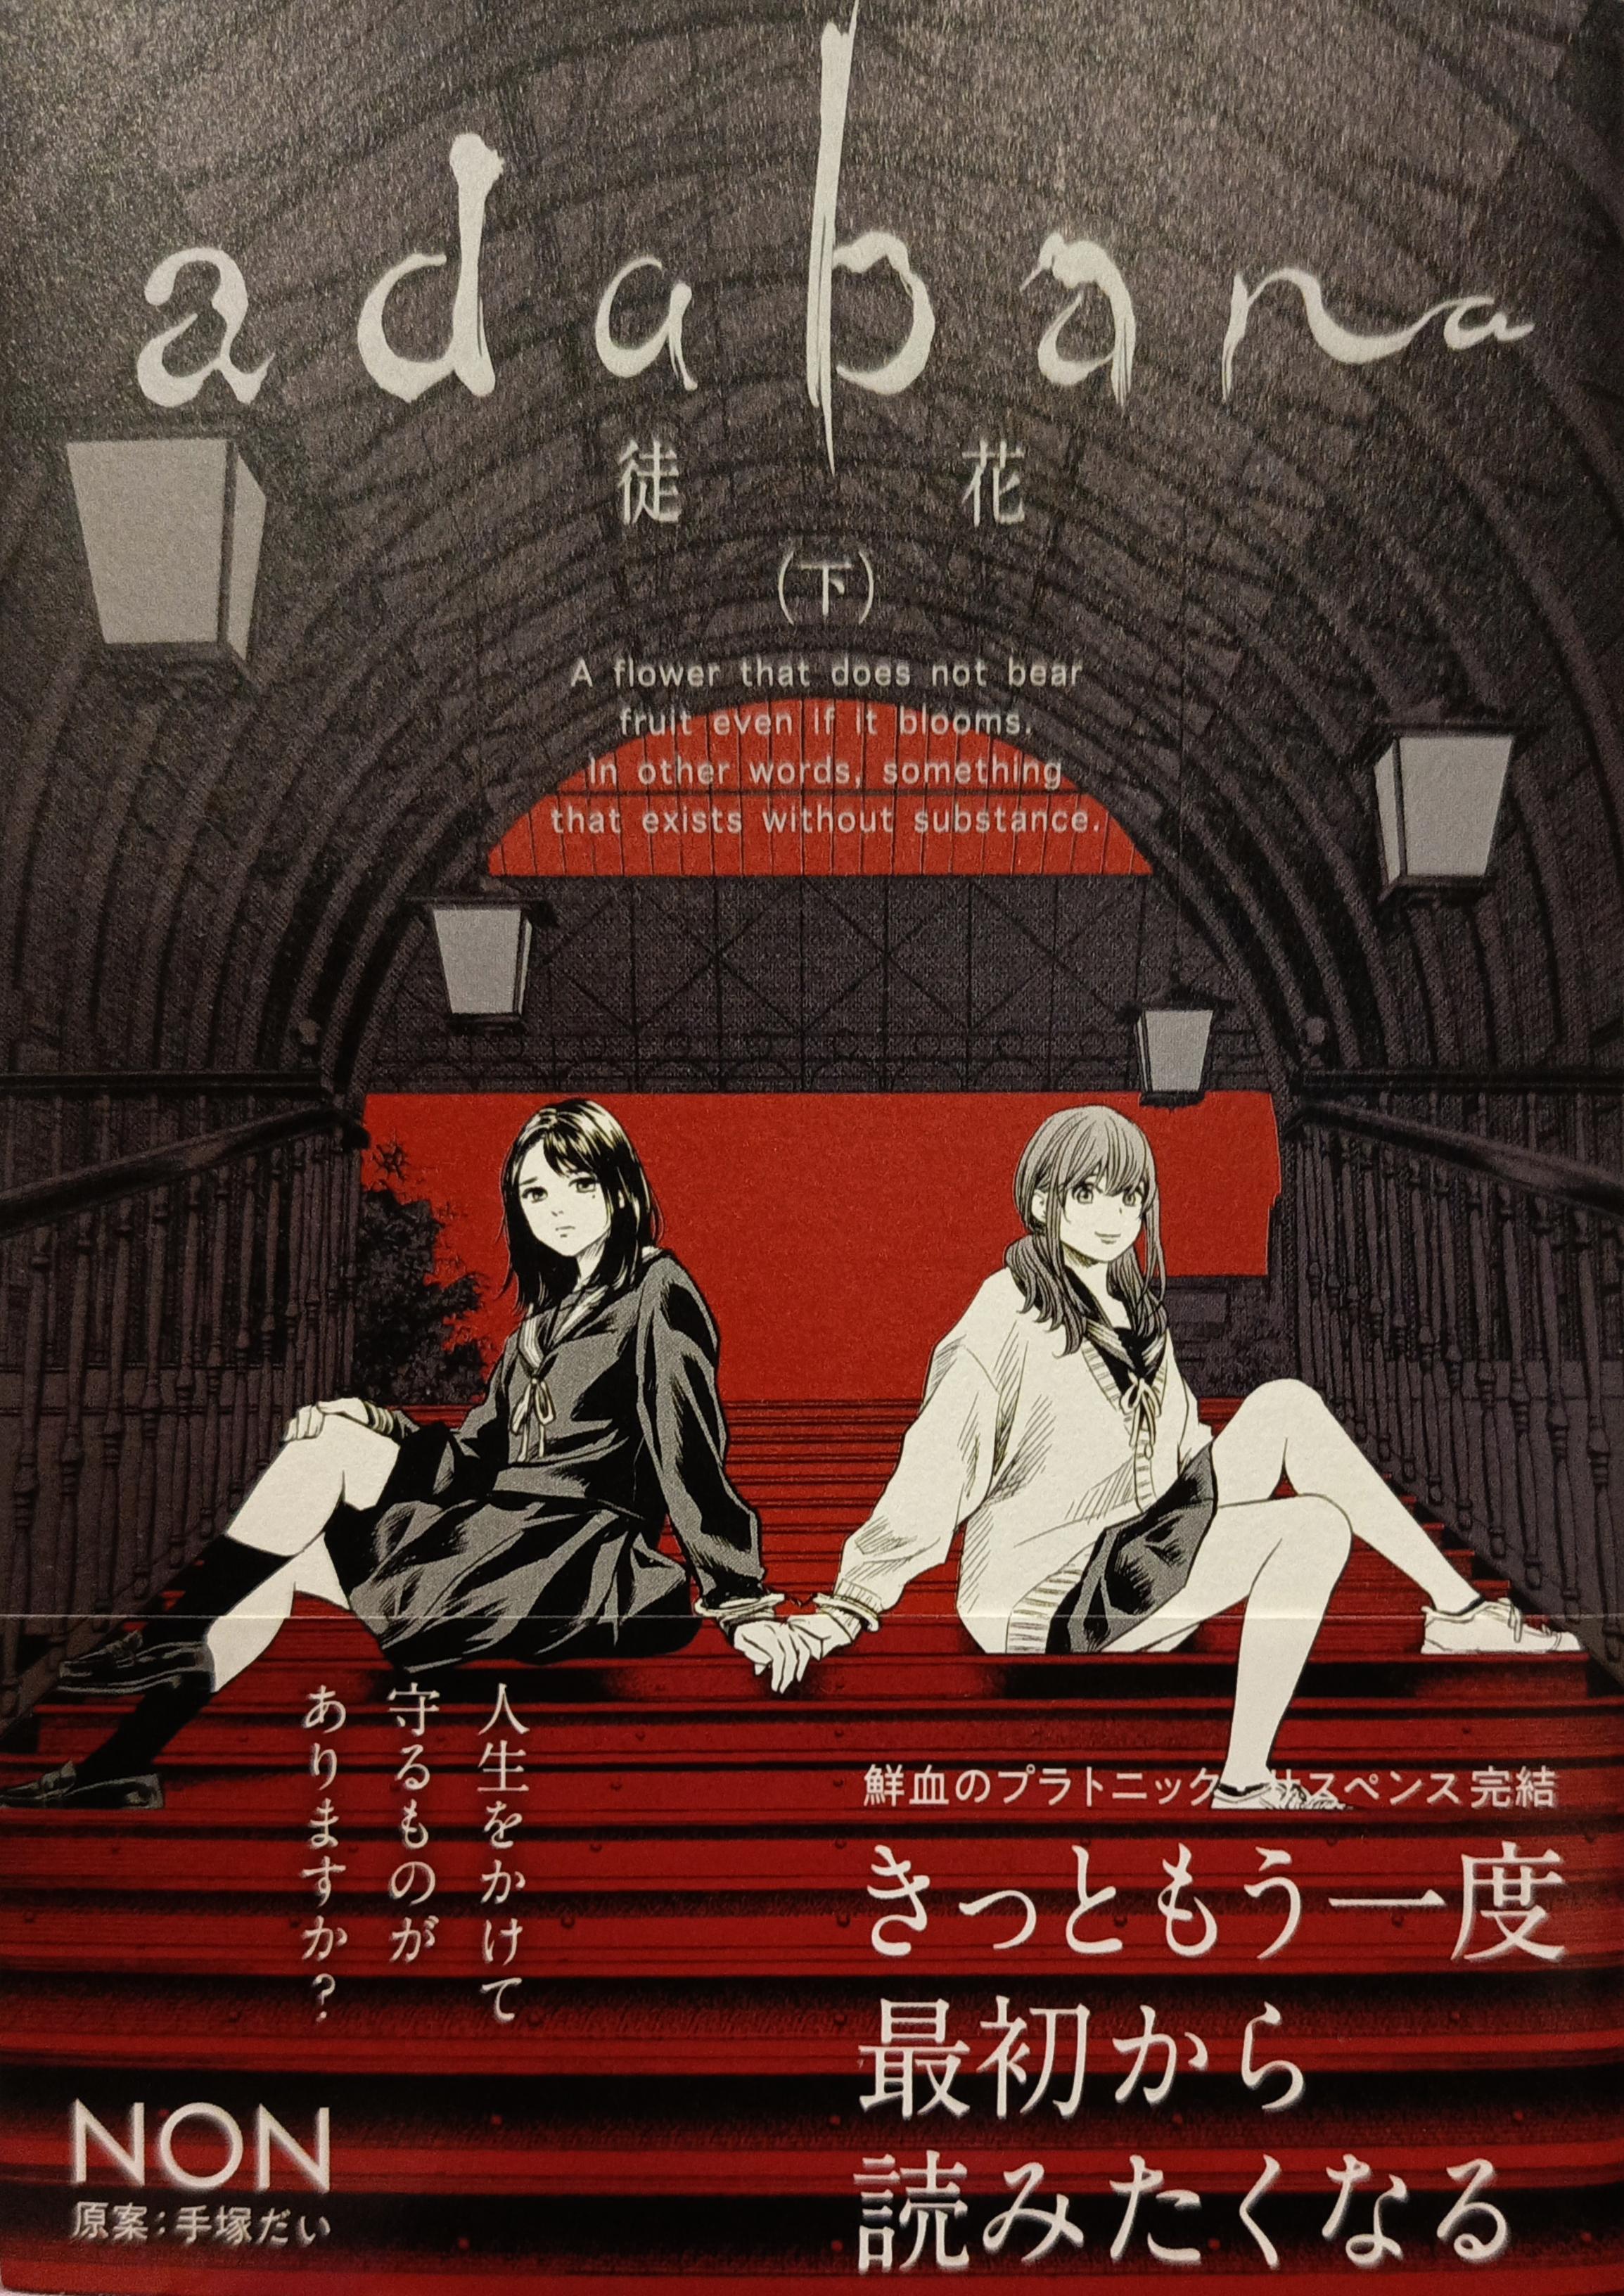 adabana
徒花
(下)
A flower that does not bear
fruit even if it blooms.
In other words, something
that exists without substance.
人生をかけて
守るものが
ありますか?
鮮血のプラトニック サスペンス完結
きっともう一度
最初から
読みたくなる
NON
原案:手塚だい